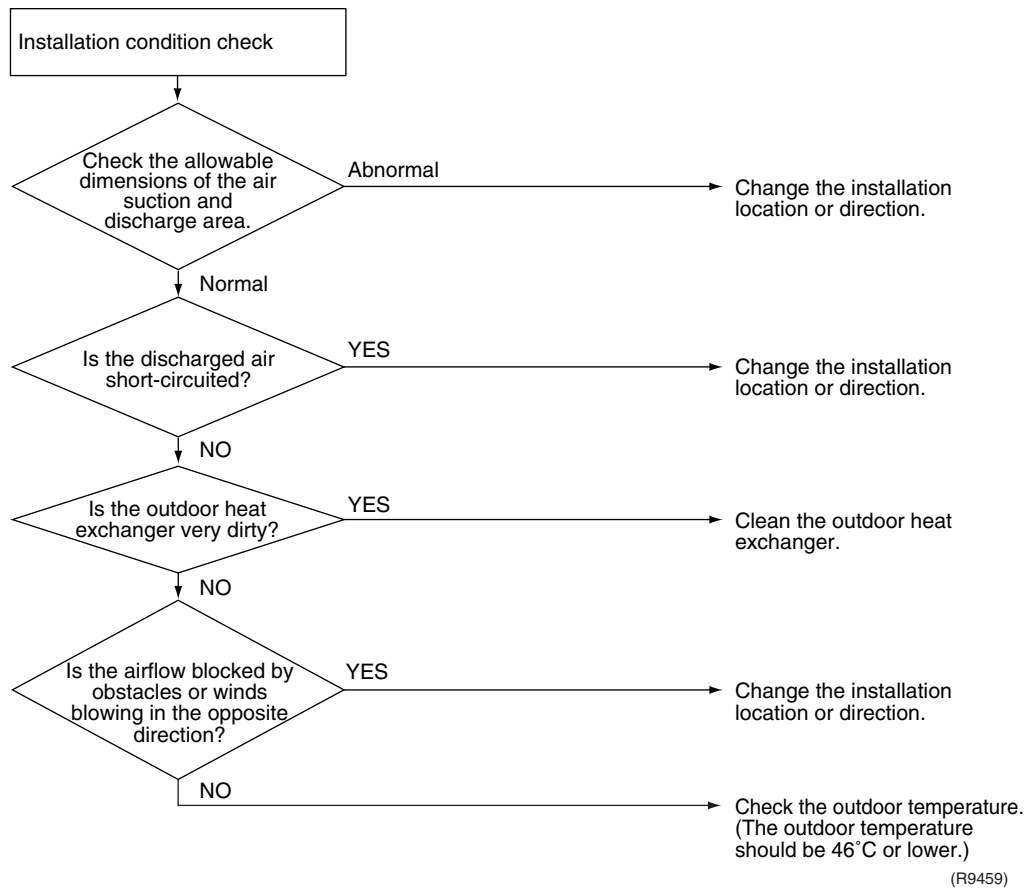 Installation condition check
Check the allowable
dimensions of the air
suction and
discharge area.
Abnormal
Change the installation
location or direction.
Normal
Is the discharged air
short-circuited?
YES
Change the installation
location or direction.
NO
Is the outdoor heat
exchanger very dirty?
YES
Clean the outdoor heat
exchanger.
NO
Is the airflow blocked by
obstacles or winds
blowing in the opposite
direction?
YES
Change the installation
location or direction.
NO
Check the outdoor temperature.
(The outdoor temperature
should be 46˚C or lower.)
(R9459)